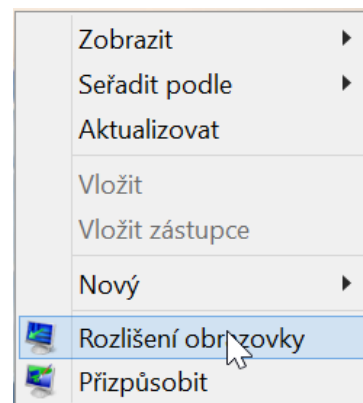 Zobrazit
Seřadit podle
Aktualizovat
Vložit
Vložit zástupce
Nový
Rozlišení obrazovky
Přizpůsobit